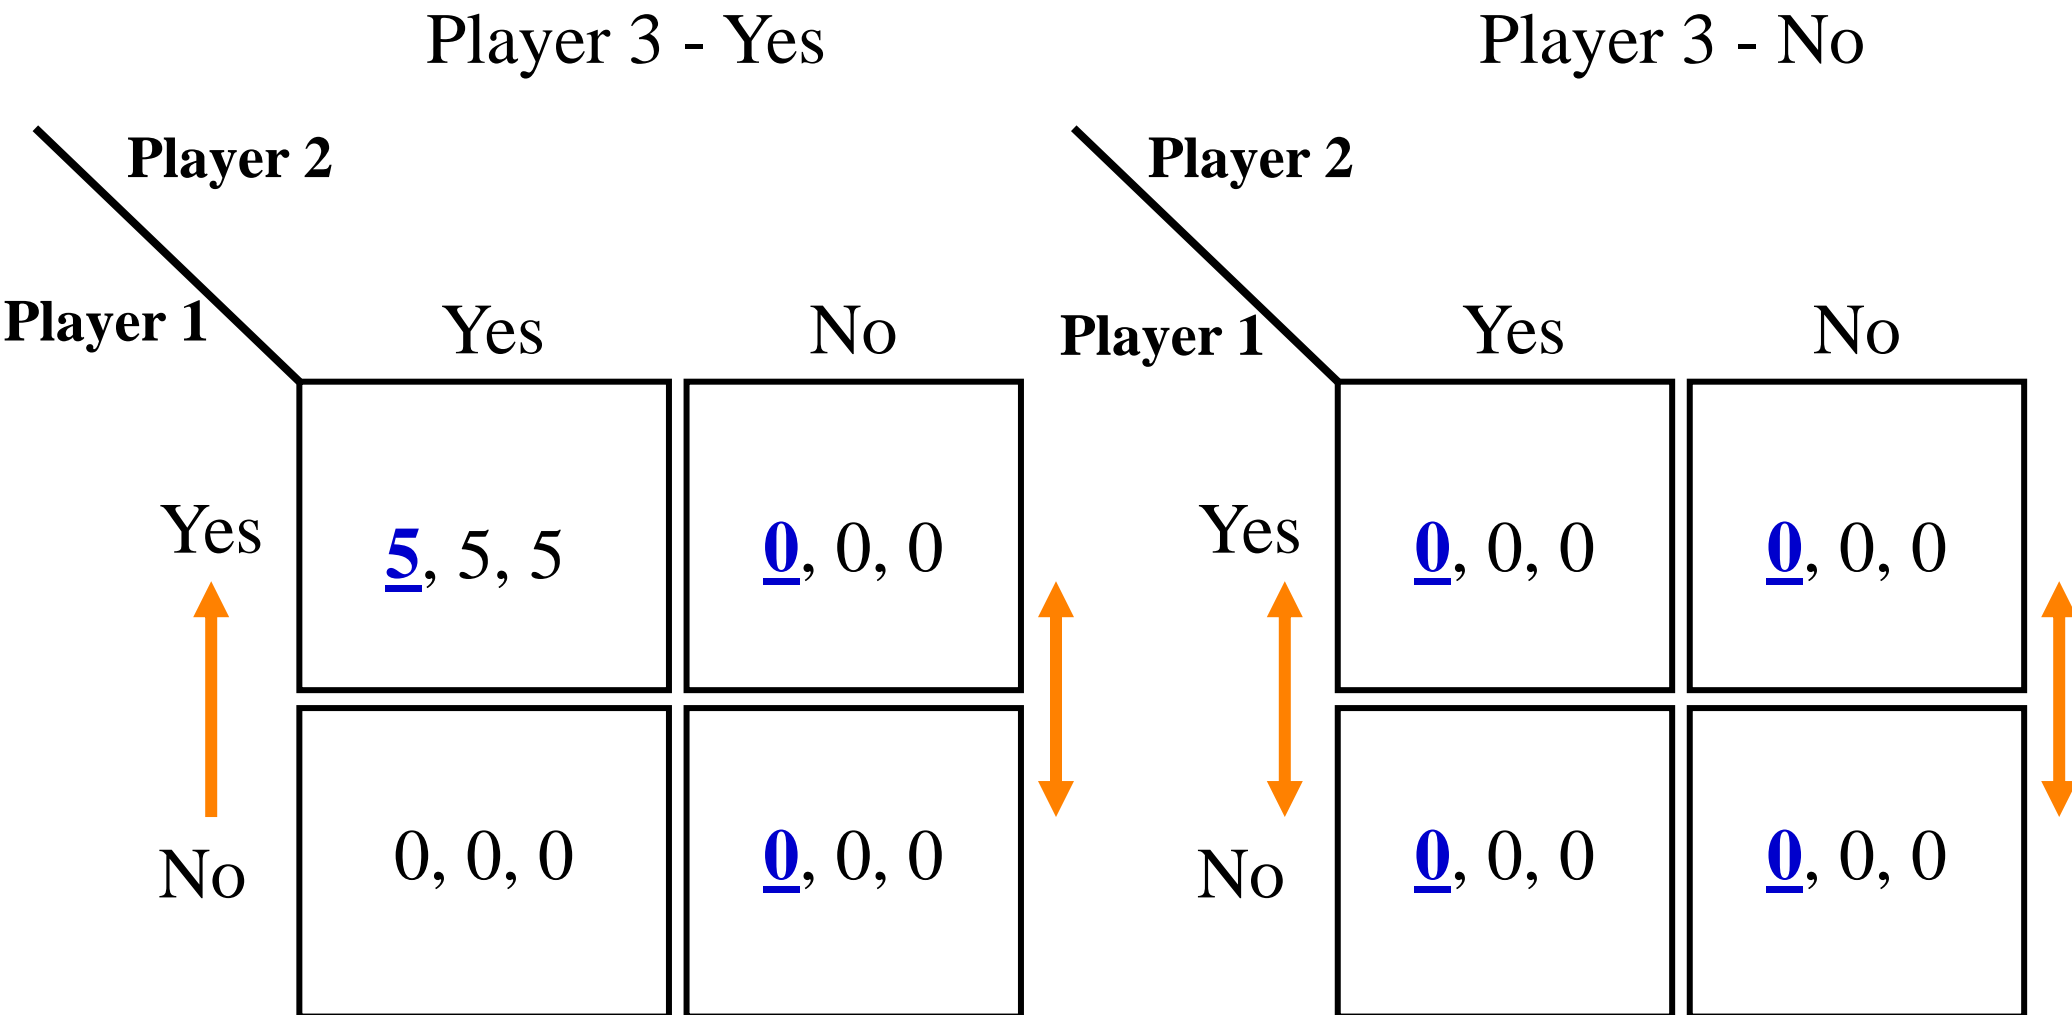 Player 3 - Yes
Player 3 - No
Player 2
Player 2
Player 1
Yes
No
Player 1
Yes
No
Yes
5, 5, 5
0, 0, 0
Yes
0, 0, 0
0, 0, 0
No
0, 0, 0
0, 0, 0
No
0, 0, 0
0, 0, 0